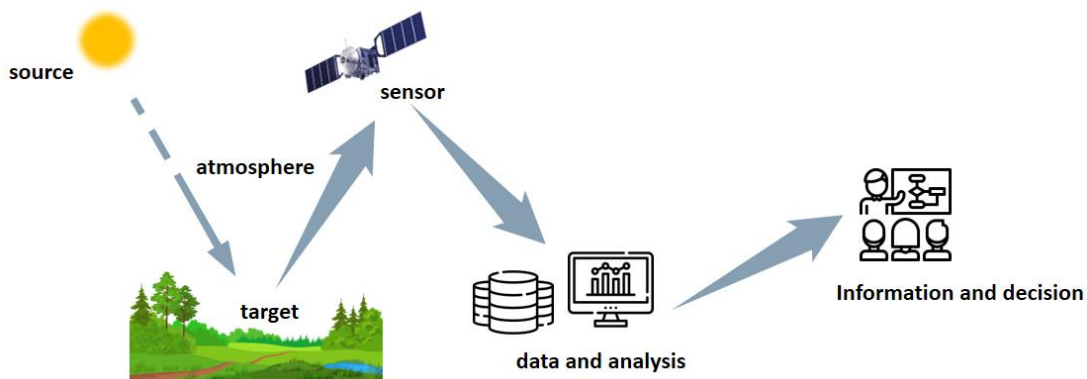 source
sensor
atmosphere
target
Information and decision
data and analysis